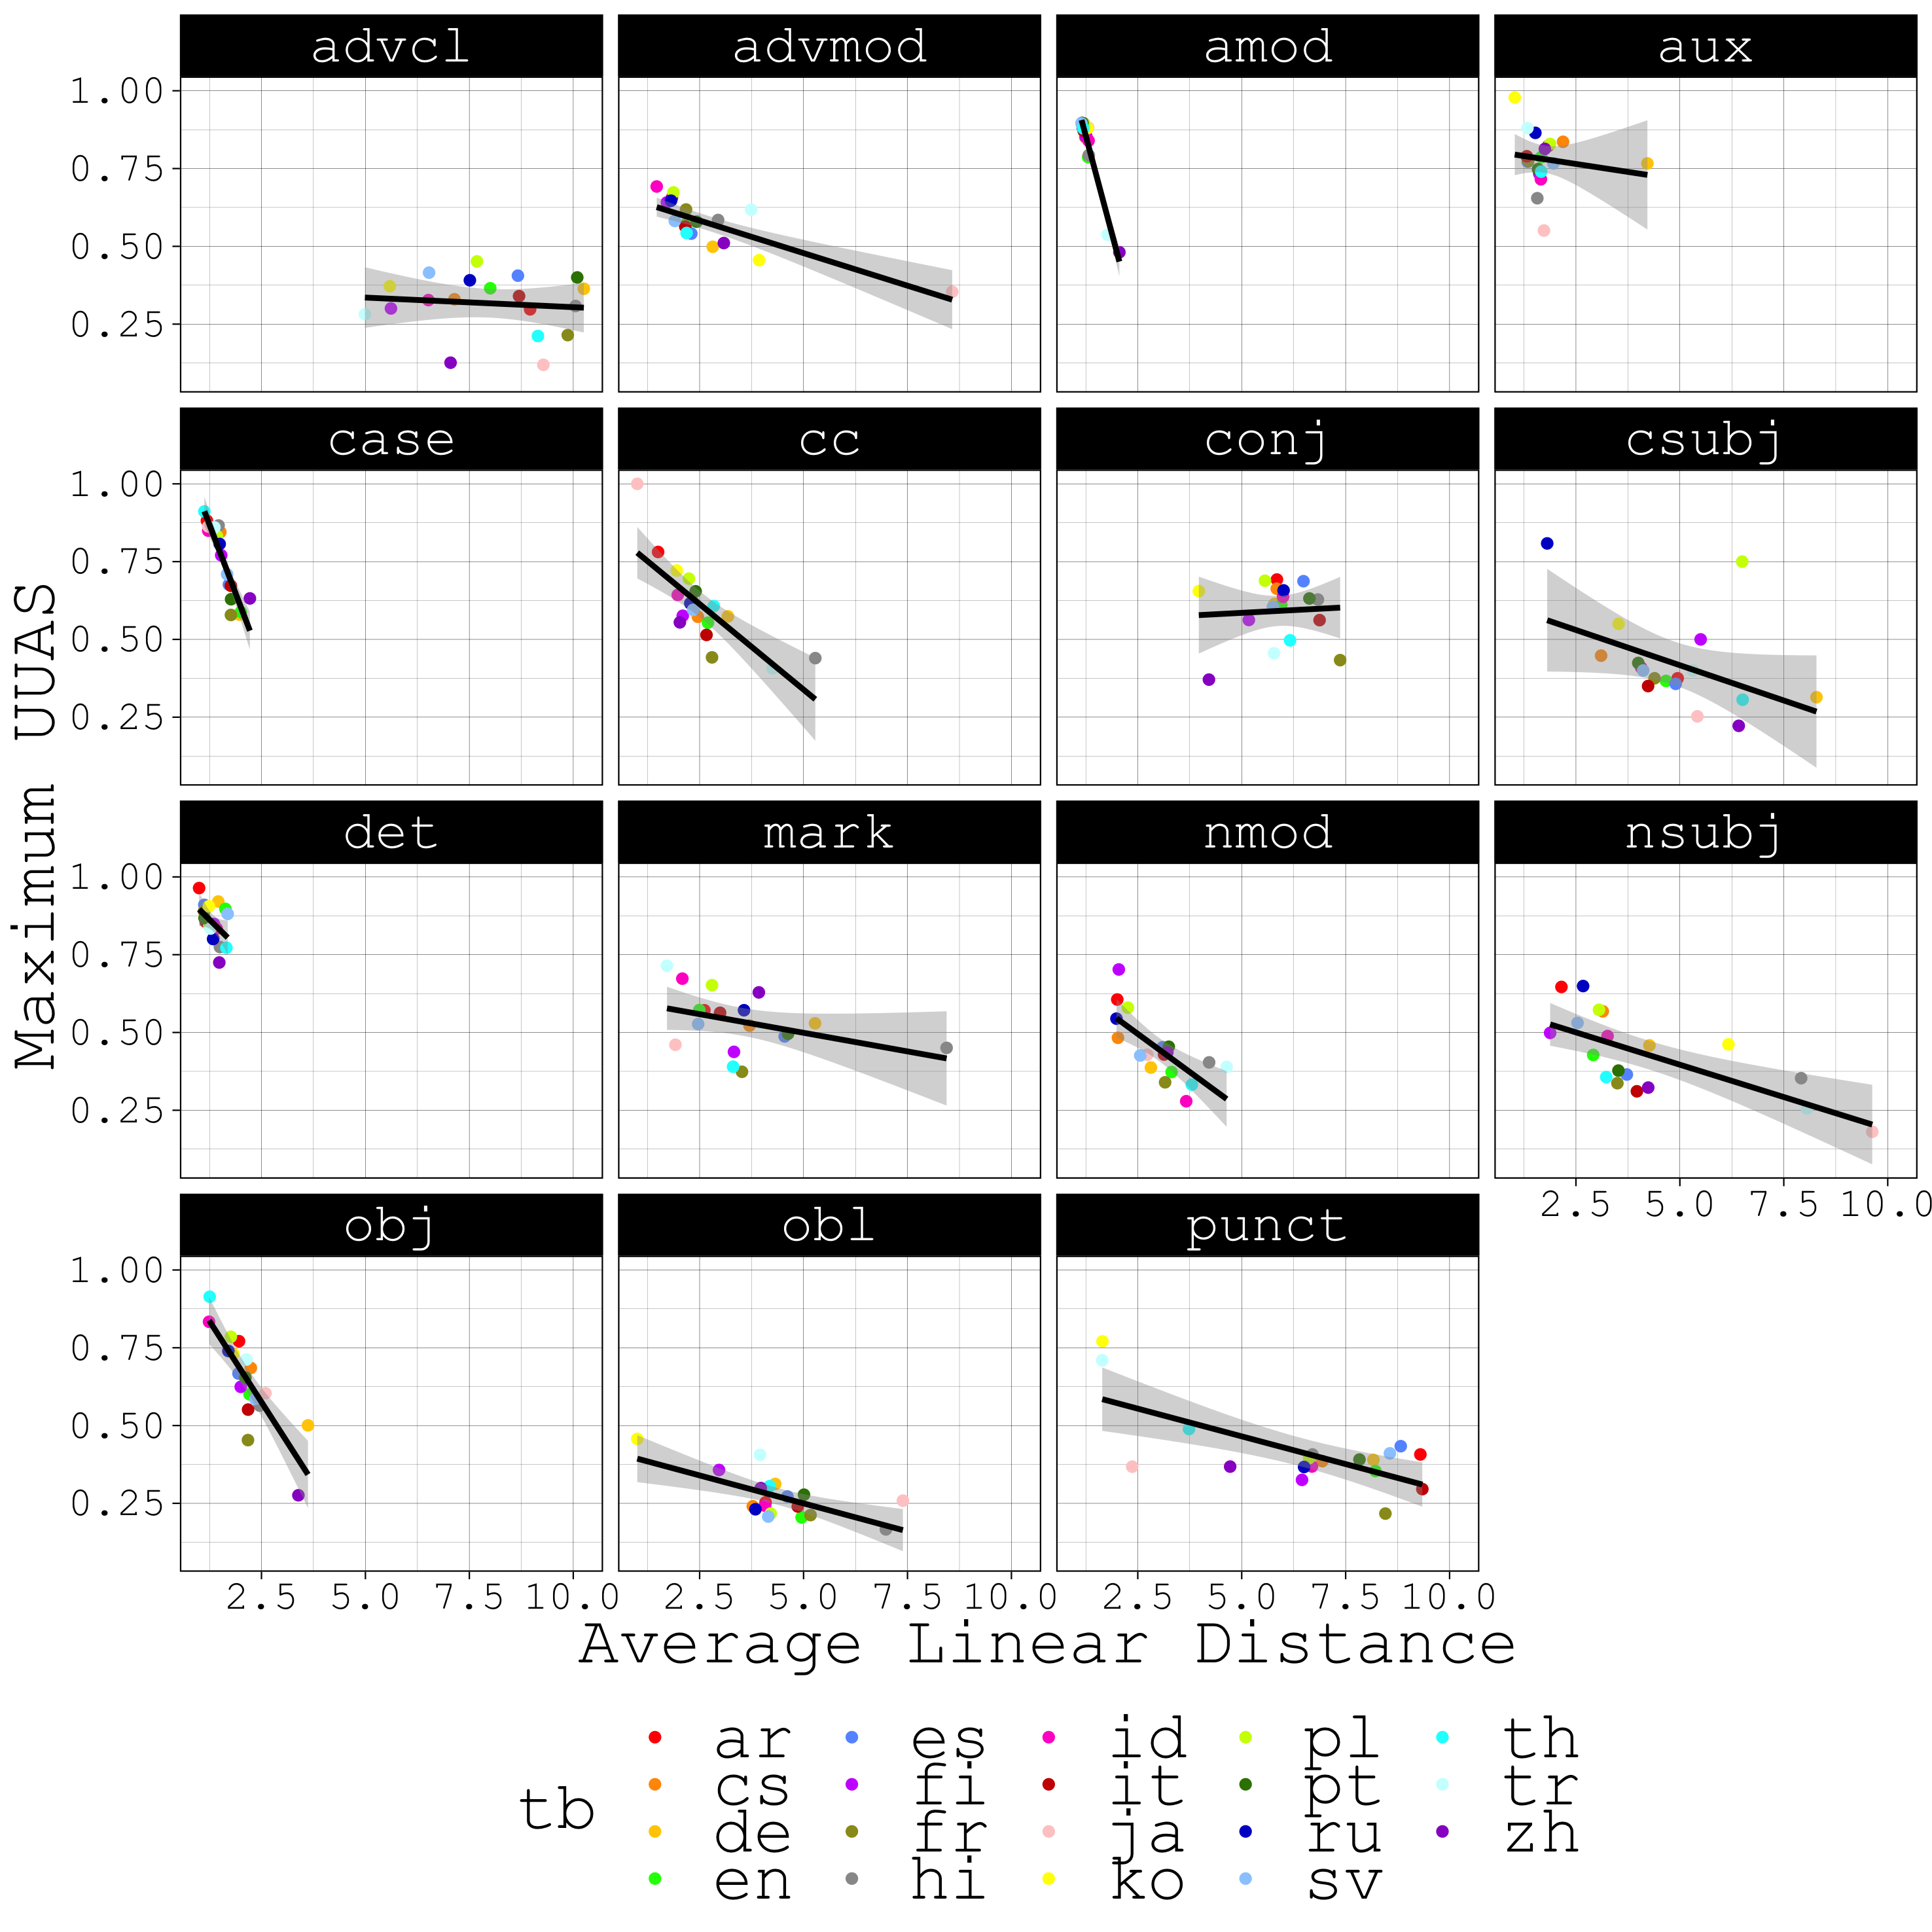 advcl advmod amod aux
1.00
0.75
0.50
0.25
case cc conj csubj
1.00
0.75
0.50
0.25
Maximum UUAS
det mark nmod nsubj
1.00
0.75
0.50
0.25
2.5 5.0 7.5 10.0
obj obl punct
1.00
0.75
0.50
0.25
2.5 5.0 7.5 10.0 2.5 5.0 7.5 10.0 2.5 5.0 7.5 10.0
Average Linear Distance
tb
ar es id pl th
cs fi it pt tr
de fr ja ru zh
en hi ko sv